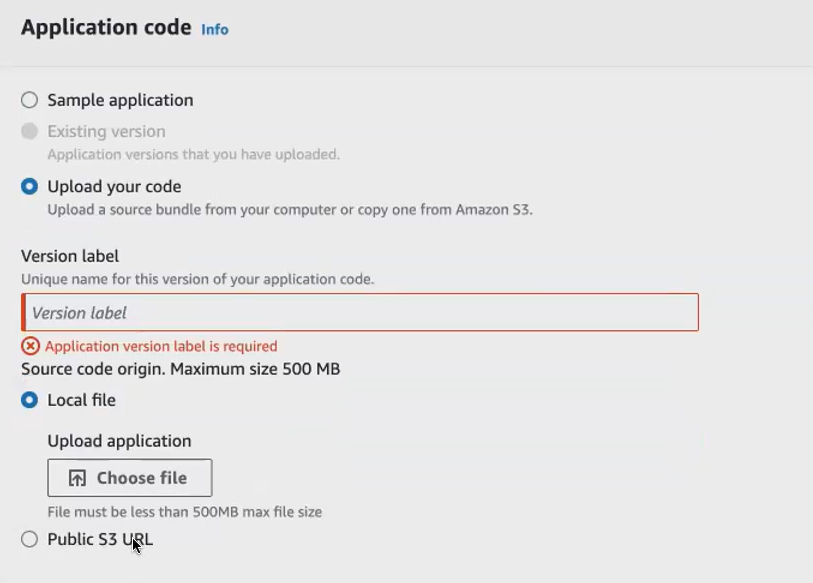 Application code Info
Sample application
Existing version
Application versions that you have uploaded.
Upload your code
Upload a source bundle from your computer or copy one from Amazon S3.
Version label
Unique name for this version of your application code.
Version label
Application version label is required
Source code origin. Maximum size 500 MB
Local file
Upload application
Choose file
File must be less than 500MB max file size
Public S3 URL